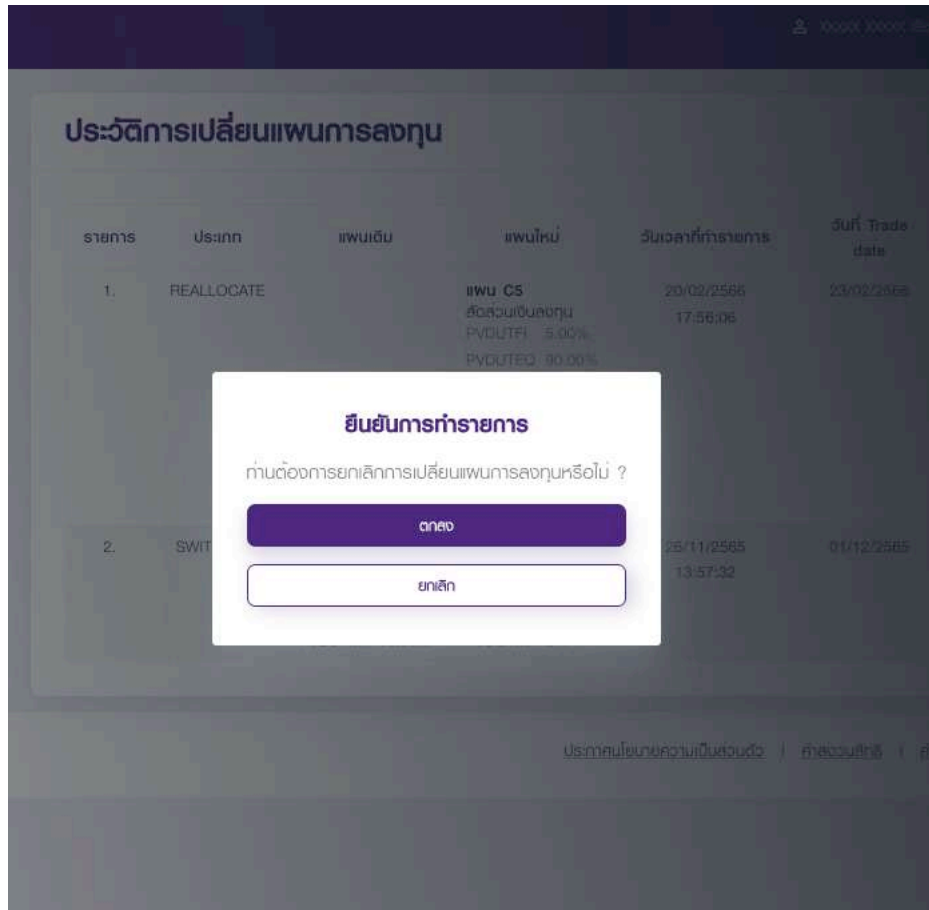 ประวัติการเปลี่ยนแผนการลงทุน
รายการ ประเภท แผนเดิม แผนใหม่ วันเวลาที่ทำรายการ วันที่ Trade date
1. REALLOCATE แผน C5 20/02/2566 23/02/2566
สัดส่วนเงินลงทุน 17:56:06
PVDUTFI 5.00%
PVDUTEQ 90.00%
ยืนยันการทำรายการ
ท่านต้องการยกเลิกการเปลี่ยนแผนการลงทุนหรือไม่ ?
ตกลง
2. SWIT 26/11/2565 01/12/2565
13:57:32
ยกเลิก
ประกาศนโยบายความเป็นส่วนตัว | คำสงวนสิทธิ |